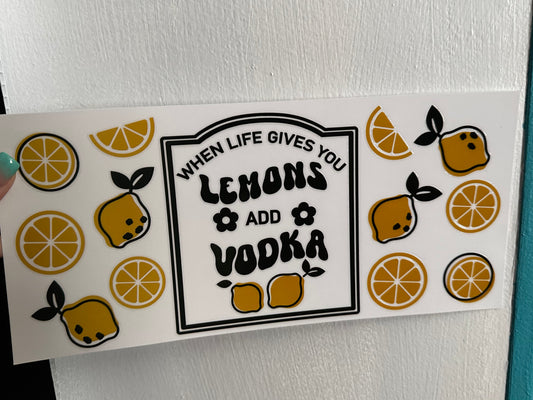 WHEN LIFE GIVES YOU
LEMONS
ADD
VODKA